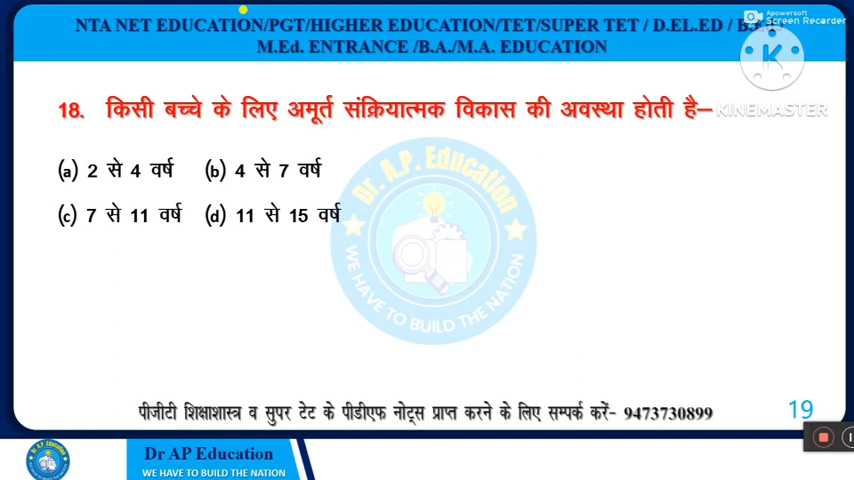 NTA NET EDUCATION/PGT/HIGHER EDUCATION/TET/SUPER TET / D.EL.ED / B.E.
M.Ed. ENTRANCE /B.A./M.A. EDUCATION
Apowersoft
Screen Recorder
K
KINEMASTER
18. किसी बच्चे के लिए अमूर्त संक्रियात्मक विकास की अवस्था होती है–
(a) 2 से 4 वर्ष (b) 4 से 7 वर्ष
(c) 7 से 11 वर्ष (d) 11 से 15 वर्ष
Dr. A.P. Education
WE HAVE TO BUILD THE NATION
पीजीटी शिक्षाशास्त्र व सुपर टेट के पीडीएफ नोट्स प्राप्त करने के लिए सम्पर्क करें- 9473730899
19
Dr AP Education
WE HAVE TO BUILD THE NATION